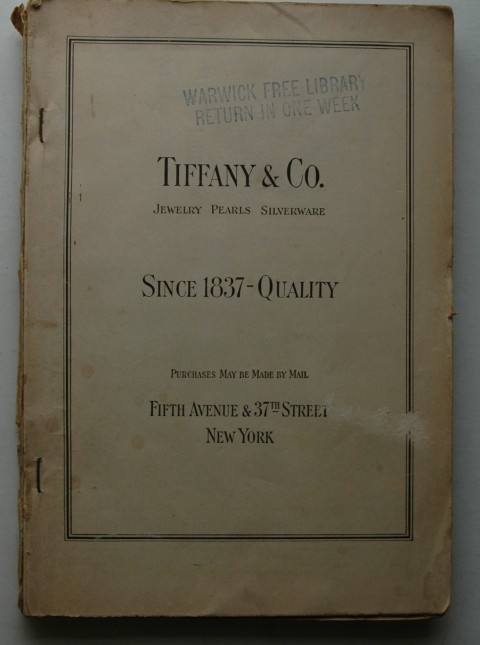 WARWICK FREE LIBRARY
RETURN IN ONE WEEK
TIFFANY & CO.
JEWELRY PEARLS SILVERWARE
SINCE 1837-QUALITY
PURCHASES MAY BE MADE BY MAIL
FIFTH AVENUE & 37TH STREET
NEW YORK